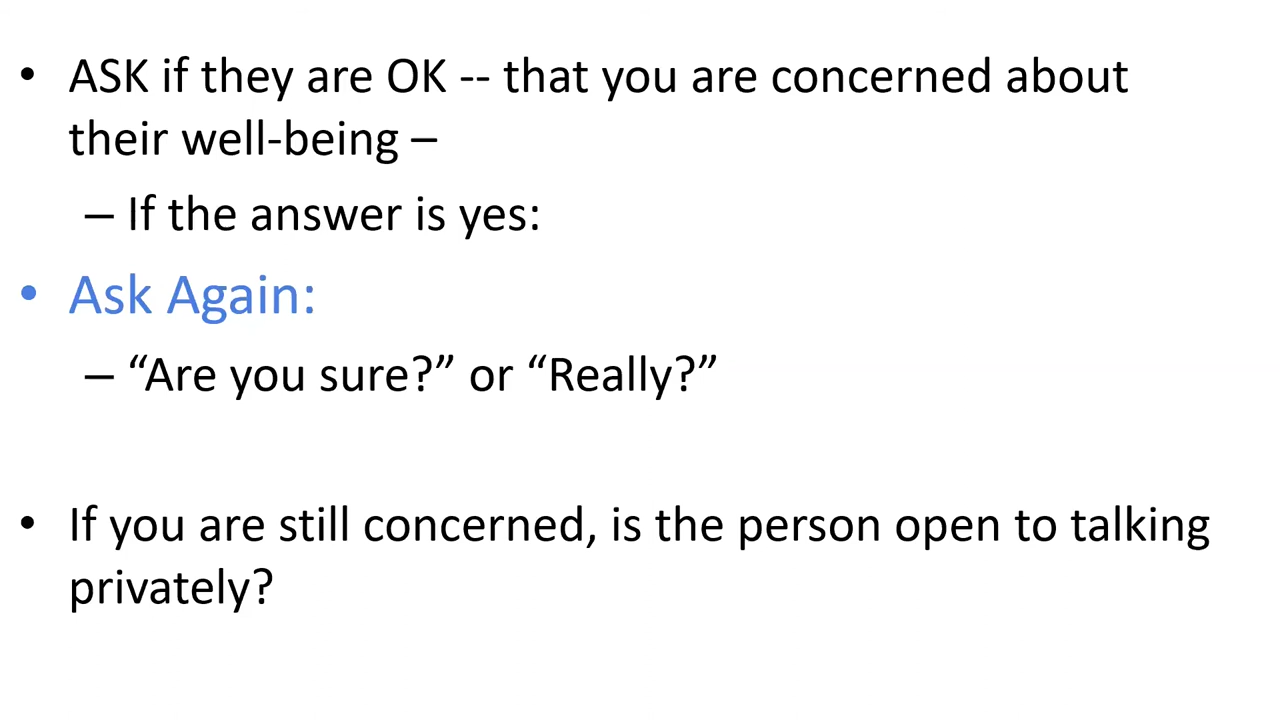 • ASK if they are OK -- that you are concerned about
their well-being –
– If the answer is yes:
• Ask Again:
– “Are you sure?” or “Really?”
• If you are still concerned, is the person open to talking
privately?